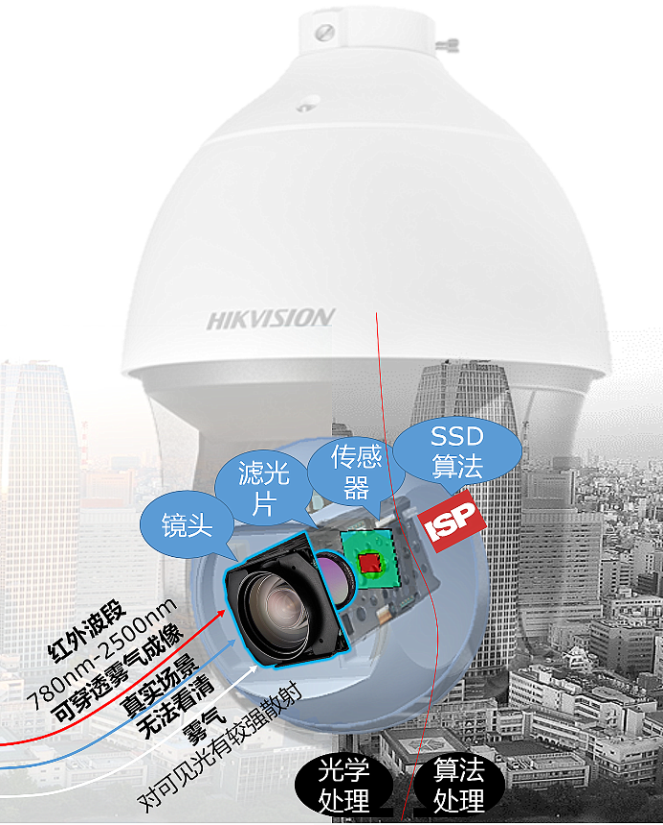 HIKVISION
SSD
算法
传感
器
滤光
片
镜头
ISP
红外波段
780nm-2500nm
可穿透雾气成像
真实场景
无法看清
雾气
对可见光有较强散射
光学
处理
算法
处理